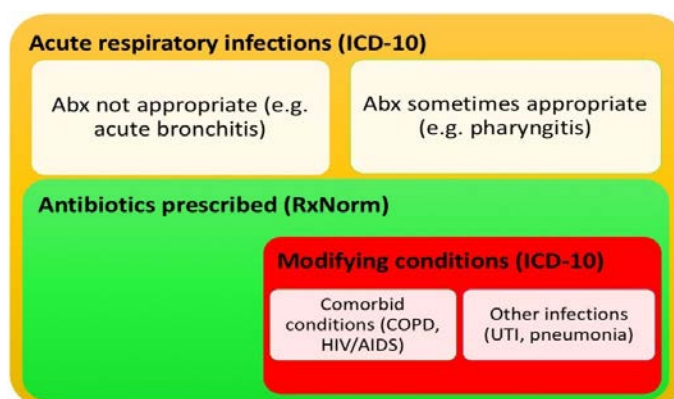 Acute respiratory infections (ICD-10)
Abx not appropriate (e.g.
acute bronchitis)
Abx sometimes appropriate
(e.g. pharyngitis)
Antibiotics prescribed (RxNorm)
Modifying conditions (ICD-10)
Comorbid
conditions (COPD,
HIV/AIDS)
Other infections
(UTI, pneumonia)